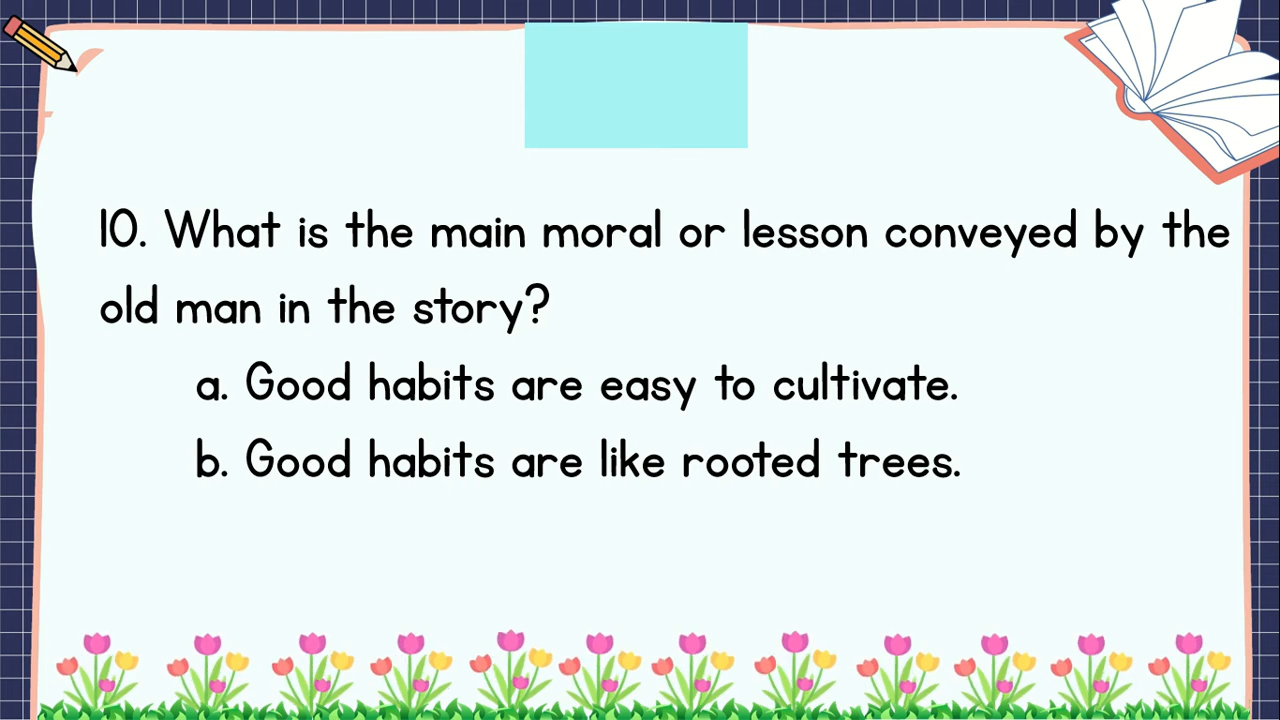 10. What is the main moral or lesson conveyed by the
old man in the story?
a. Good habits are easy to cultivate.
b. Good habits are like rooted trees.